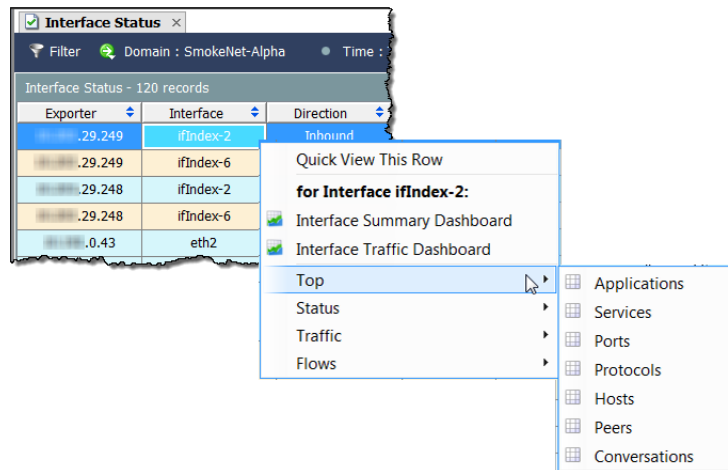 Interface Status ×
Filter Domain : SmokeNet-Alpha Time :
Interface Status - 120 records
Exporter Interface Direction
.29.249 ifIndex-2 Inbound
.29.249 ifIndex-6
.29.248 ifIndex-2
.29.248 ifIndex-6
.0.43 eth2
Quick View This Row
for Interface ifIndex-2:
Interface Summary Dashboard
Interface Traffic Dashboard
Top
Status
Traffic
Flows
Applications
Services
Ports
Protocols
Hosts
Peers
Conversations